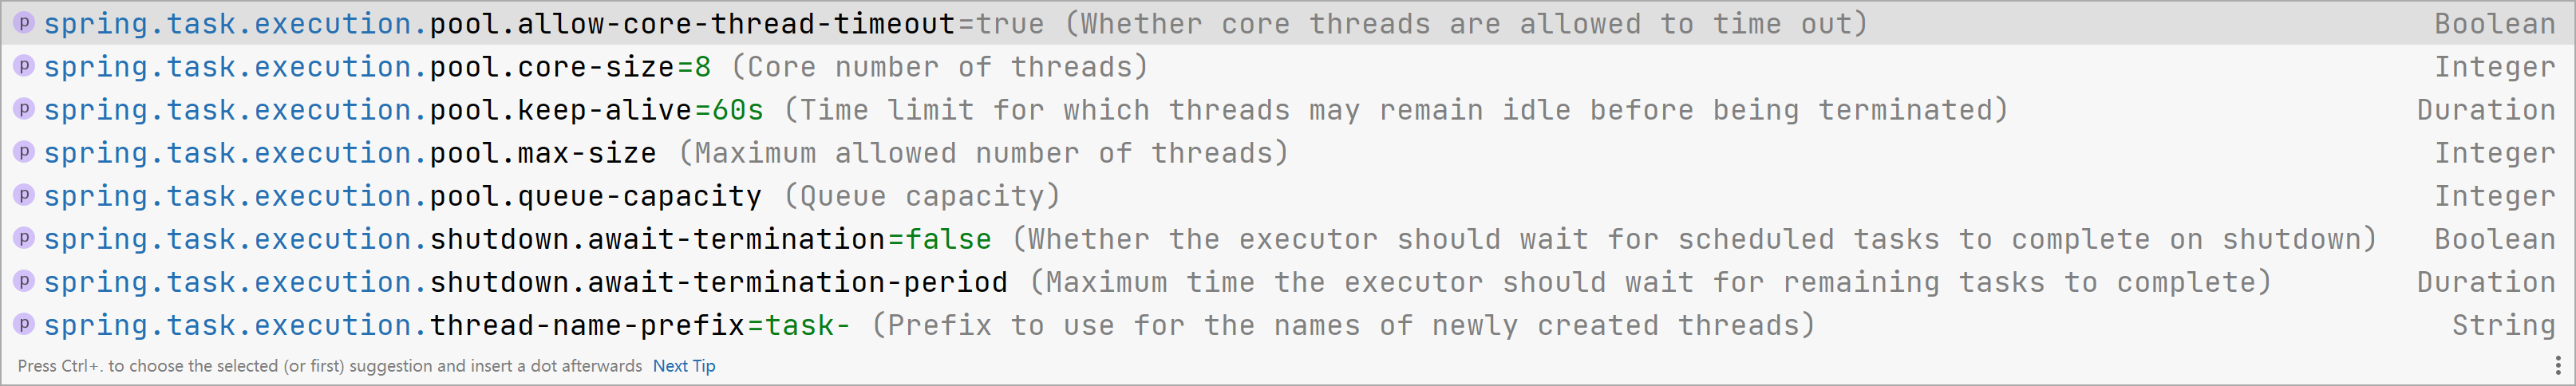 p spring.task.execution.pool.allow-core-thread-timeout=true (Whether core threads are allowed to time out) Boolean
p spring.task.execution.pool.core-size=8 (Core number of threads) Integer
p spring.task.execution.pool.keep-alive=60s (Time limit for which threads may remain idle before being terminated) Duration
p spring.task.execution.pool.max-size (Maximum allowed number of threads) Integer
p spring.task.execution.pool.queue-capacity (Queue capacity) Integer
p spring.task.execution.shutdown.await-termination=false (Whether the executor should wait for scheduled tasks to complete on shutdown) Boolean
p spring.task.execution.shutdown.await-termination-period (Maximum time the executor should wait for remaining tasks to complete) Duration
p spring.task.execution.thread-name-prefix=task- (Prefix to use for the names of newly created threads) String
Press Ctrl+. to choose the selected (or first) suggestion and insert a dot afterwards Next Tip